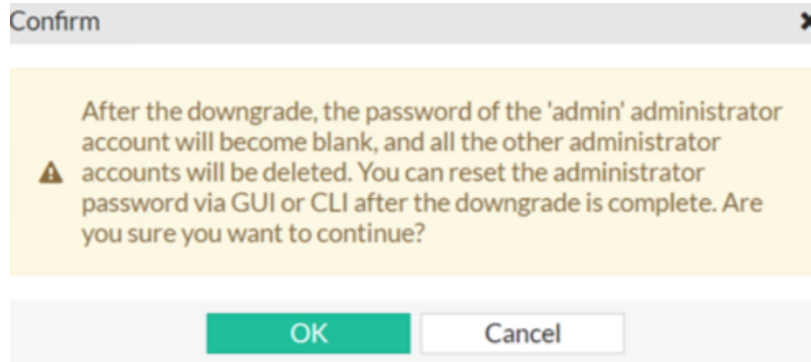 Confirm
After the downgrade, the password of the 'admin' administrator
account will become blank, and all the other administrator
accounts will be deleted. You can reset the administrator
password via GUI or CLI after the downgrade is complete. Are
you sure you want to continue?
OK
Cancel